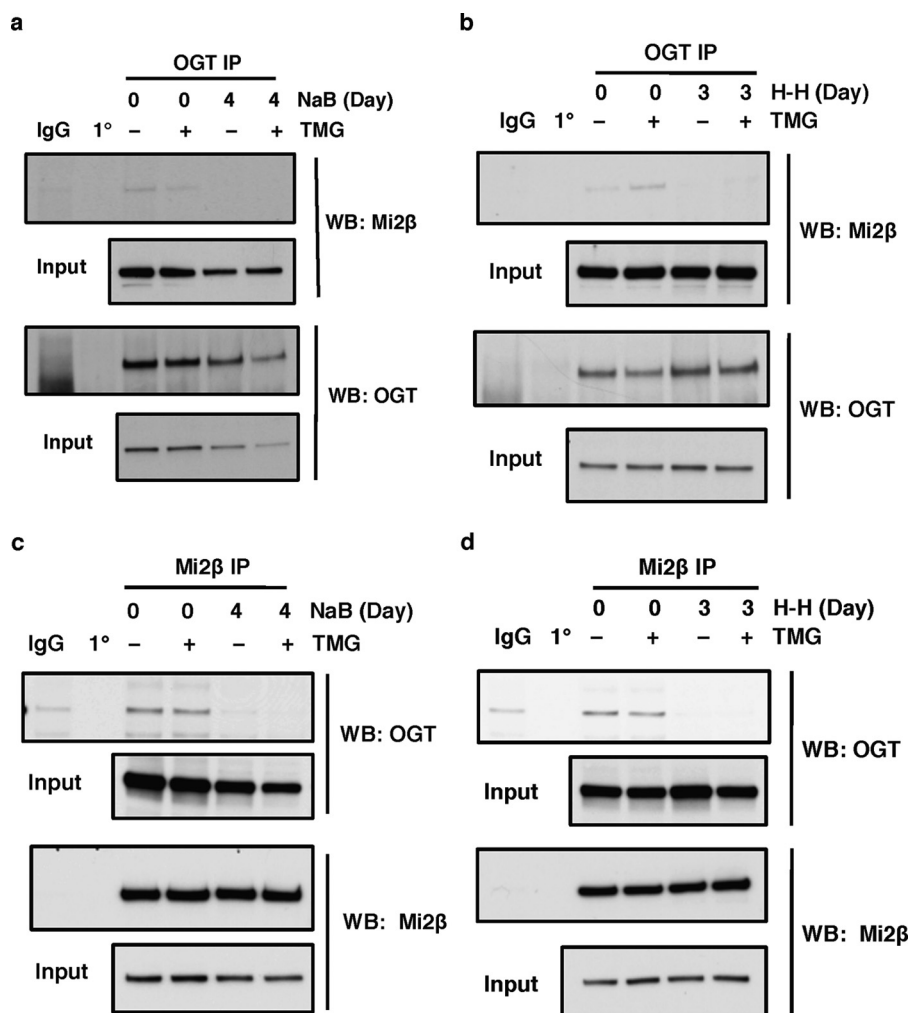 a
OGT IP
0 0 4 4 NaB (Day)
IgG 1° – + – + TMG
WB: Mi2β
Input
WB: OGT
Input
b
OGT IP
0 0 3 3 H-H (Day)
IgG 1° – + – + TMG
WB: Mi2β
Input
WB: OGT
Input
c
Mi2β IP
0 0 4 4 NaB (Day)
IgG 1° – + – + TMG
WB: OGT
Input
WB: Mi2β
Input
d
Mi2β IP
0 0 3 3 H-H (Day)
IgG 1° – + – + TMG
WB: OGT
Input
WB: Mi2β
Input